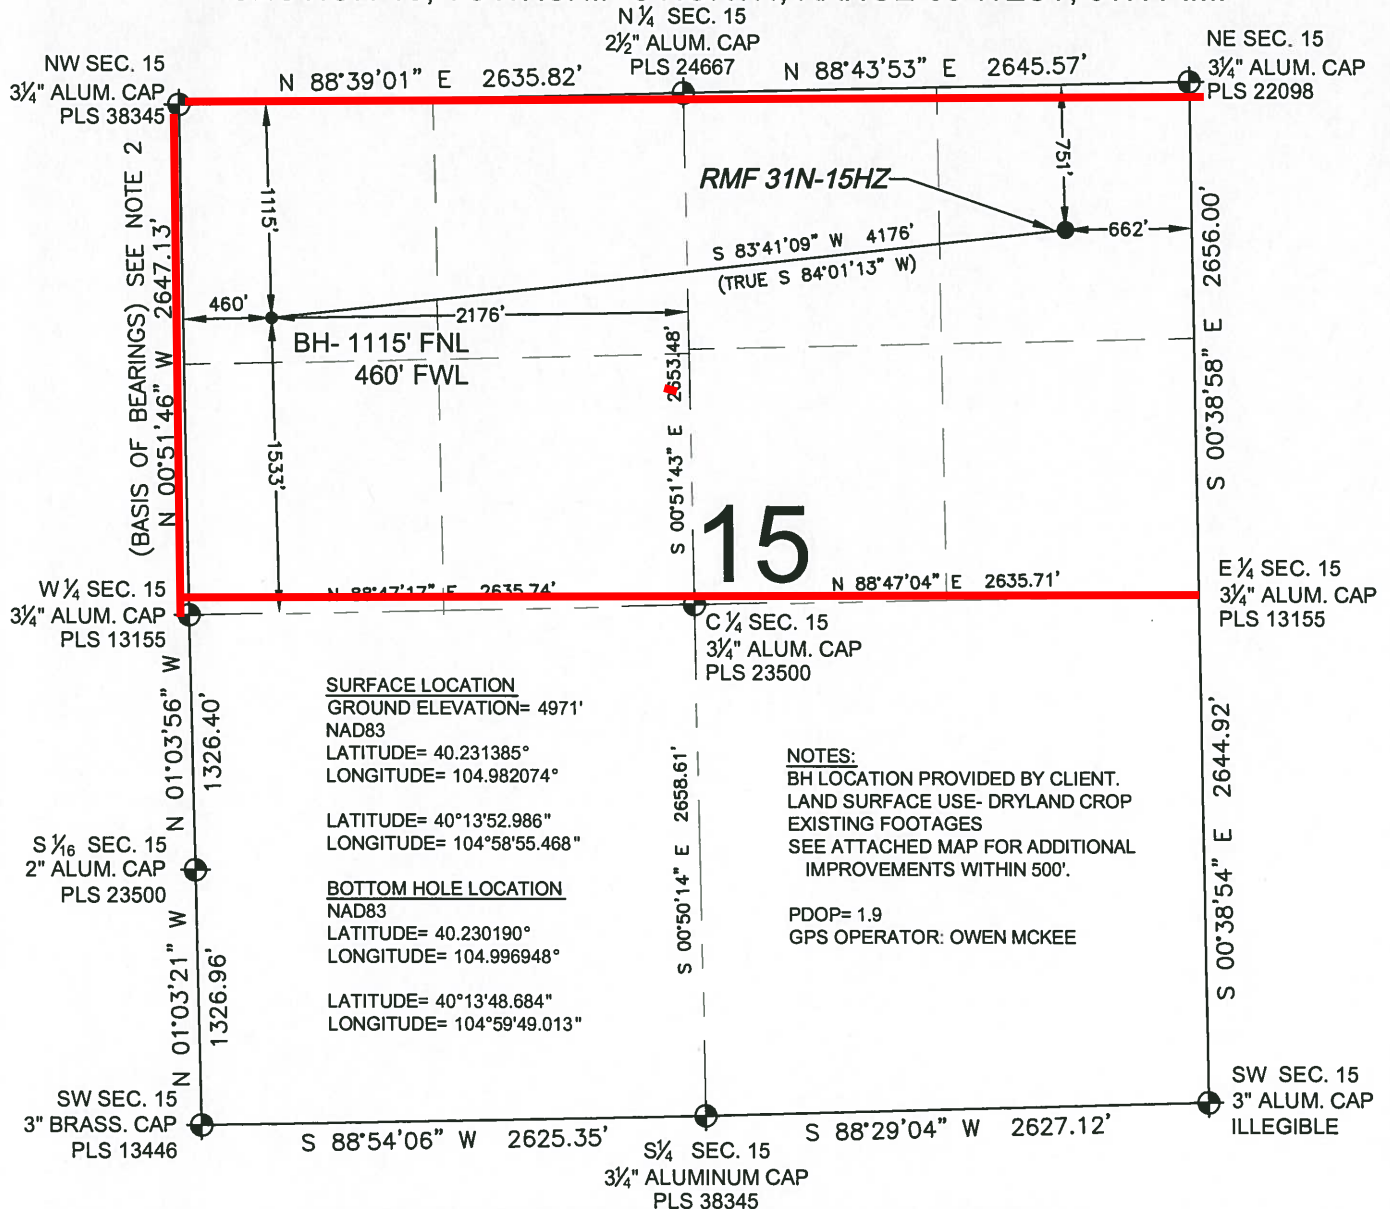 N ¼ SEC. 15
2½" ALUM. CAP
PLS 24667
NW SEC. 15
3¼" ALUM. CAP
PLS 38345
N 88°39'01" E 2635.82'
N 88°43'53" E 2645.57'
NE SEC. 15
3¼" ALUM. CAP
PLS 22098
(BASIS OF BEARINGS) SEE NOTE 2
N 00°51'46" W 2647.13'
1115'
751'
RMF 31N-15HZ
662'
S 83°41'09" W 4176'
(TRUE S 84°01'13" W)
460'
2176'
BH- 1115' FNL
460' FWL
1533'
S 00°51'43" E 2653.48'
S 00°38'58" E 2656.00'
15
W ¼ SEC. 15
3¼" ALUM. CAP
PLS 13155
N 88°47'17" E 2635.74'
N 88°47'04" E 2635.71'
E ¼ SEC. 15
3¼" ALUM. CAP
PLS 13155
C ¼ SEC. 15
3¼" ALUM. CAP
PLS 23500
N 01°03'56" W
1326.40'
SURFACE LOCATION
GROUND ELEVATION= 4971'
NAD83
LATITUDE= 40.231385°
LONGITUDE= 104.982074°
LATITUDE= 40°13'52.986"
LONGITUDE= 104°58'55.468"
BOTTOM HOLE LOCATION
NAD83
LATITUDE= 40.230190°
LONGITUDE= 104.996948°
LATITUDE= 40°13'48.684"
LONGITUDE= 104°59'49.013"
S 00°50'14" E 2658.61'
NOTES:
BH LOCATION PROVIDED BY CLIENT.
LAND SURFACE USE- DRYLAND CROP
EXISTING FOOTAGES
SEE ATTACHED MAP FOR ADDITIONAL
IMPROVEMENTS WITHIN 500'.
PDOP= 1.9
GPS OPERATOR: OWEN MCKEE
S 00°38'54" E 2644.92'
S 1/16 SEC. 15
2" ALUM. CAP
PLS 23500
N 01°03'21" W
1326.96'
SW SEC. 15
3" BRASS. CAP
PLS 13446
S 88°54'06" W 2625.35'
S¼ SEC. 15
3¼" ALUMINUM CAP
PLS 38345
S 88°29'04" W 2627.12'
SW SEC. 15
3" ALUM. CAP
ILLEGIBLE